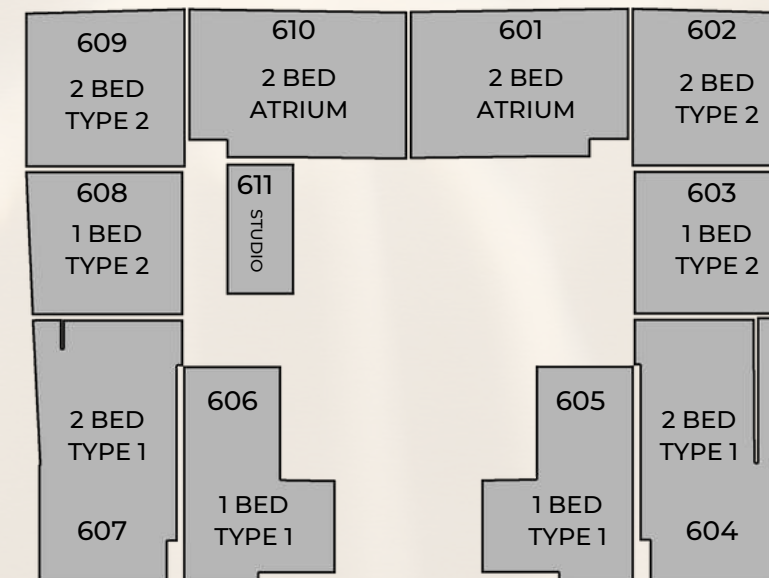 609
2 BED
TYPE 2
610
2 BED
ATRIUM
601
2 BED
ATRIUM
602
2 BED
TYPE 2
608
1 BED
TYPE 2
611
STUDIO
603
1 BED
TYPE 2
2 BED
TYPE 1
607
606
1 BED
TYPE 1
605
1 BED
TYPE 1
2 BED
TYPE 1
604